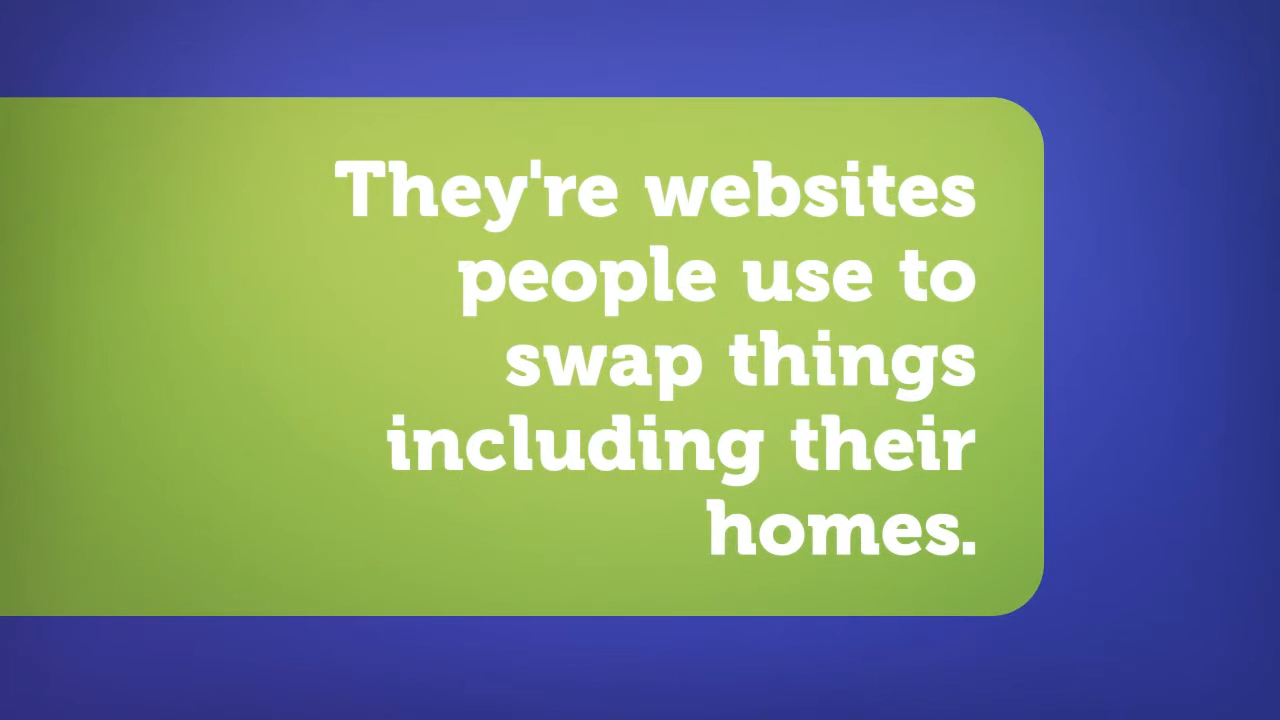 They're websites
people use to
swap things
including their
homes.